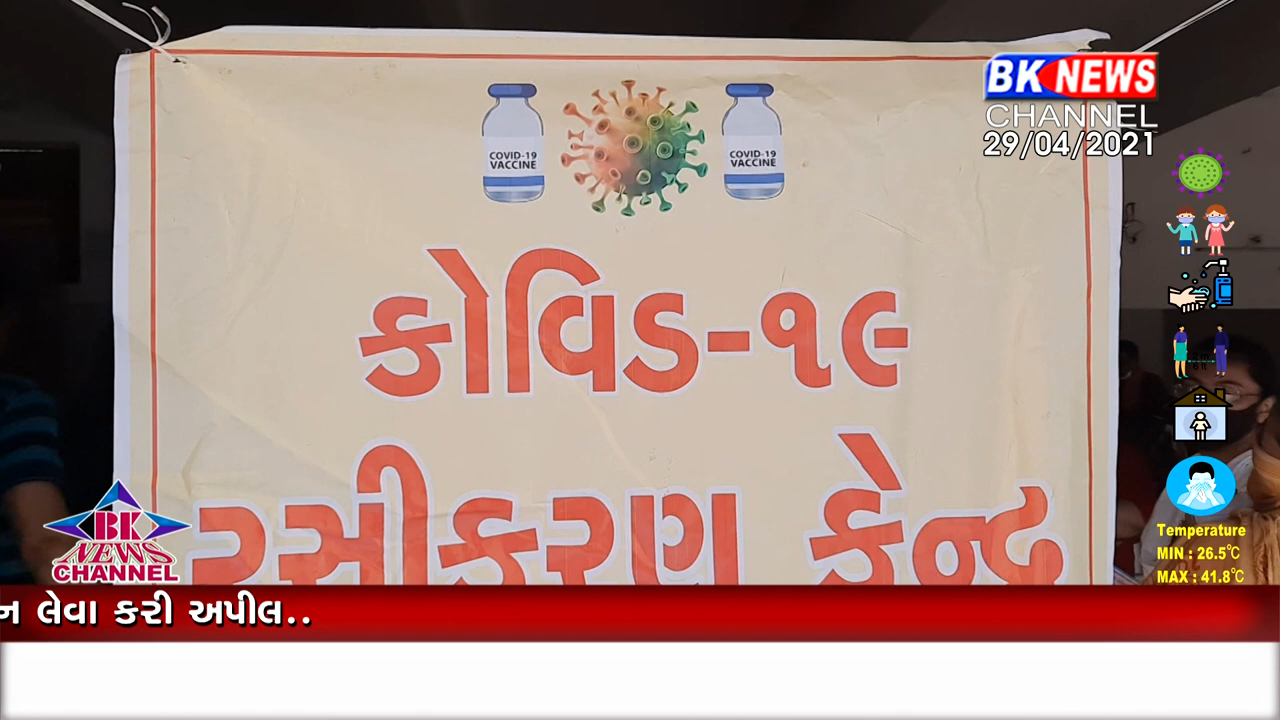 BK NEWS
CHANNEL
29/04/2021
COVID-19
VACCINE
COVID-19
VACCINE
કોવિડ-૧૯
રસીકરણ કેન્દ્ર
Temperature
MIN : 26.5℃
MAX : 41.8℃
BK
NEWS
CHANNEL
લેવા કરી અપીલ..